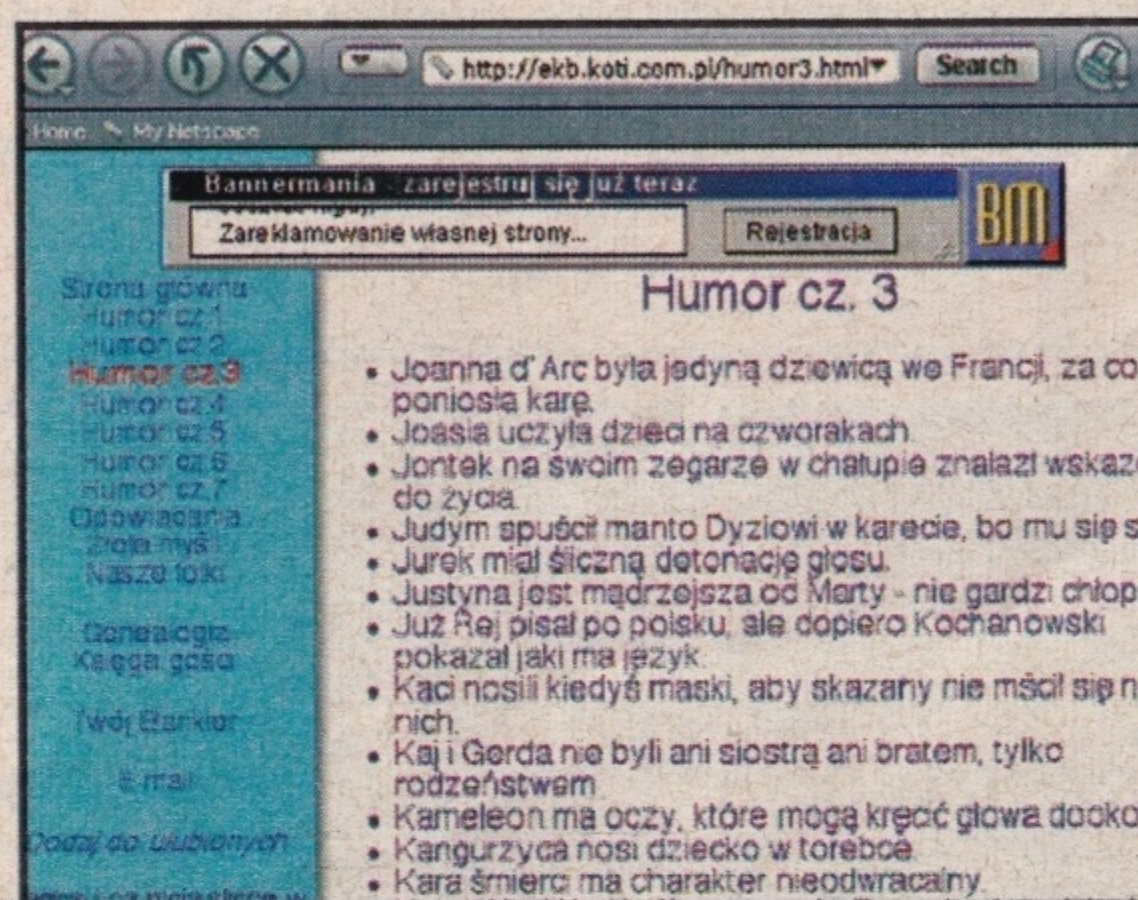 http://ekb.koti.com.pl/humor3.html
Search
Home My Netscape
Bannermania - zarejestruj się już teraz
Zareklamowanie własnej strony...
Rejestracja
BM
Strona główna
Humor cz.1
Humor cz.2
Humor cz.3
Humor cz.4
Humor cz.5
Humor cz.6
Humor cz.7
Opowiadania
Złote myśli
Nasze fotki
Genealogia
Księga gości
Twój Bankier
E-mail
Dodaj do ulubionych
Humor cz. 3
• Joanna d'Arc była jedyną dziewicą we Francji, za co
poniosła karę.
• Joasia uczyła dzieci na czworakach.
• Jontek na swoim zegarze w chałupie znalazł wskazó
do życia.
• Judym spuścił manto Dyziowi w karecie, bo mu się s
• Jurek miał śliczną detonację głosu.
• Justyna jest mądrzejsza od Marty - nie gardzi chłop
• Już Rej pisał po polsku, ale dopiero Kochanowski
pokazał jaki ma język.
• Kaci nosili kiedyś maski, aby skazany nie mścił się n
nich.
• Kaj i Gerda nie byli ani siostrą ani bratem, tylko
rodzeństwem.
• Kameleon ma oczy, które mogą kręcić głową dooko
• Kangurzyca nosi dziecko w torebce.
• Kara śmierci ma charakter nieodwracalny.